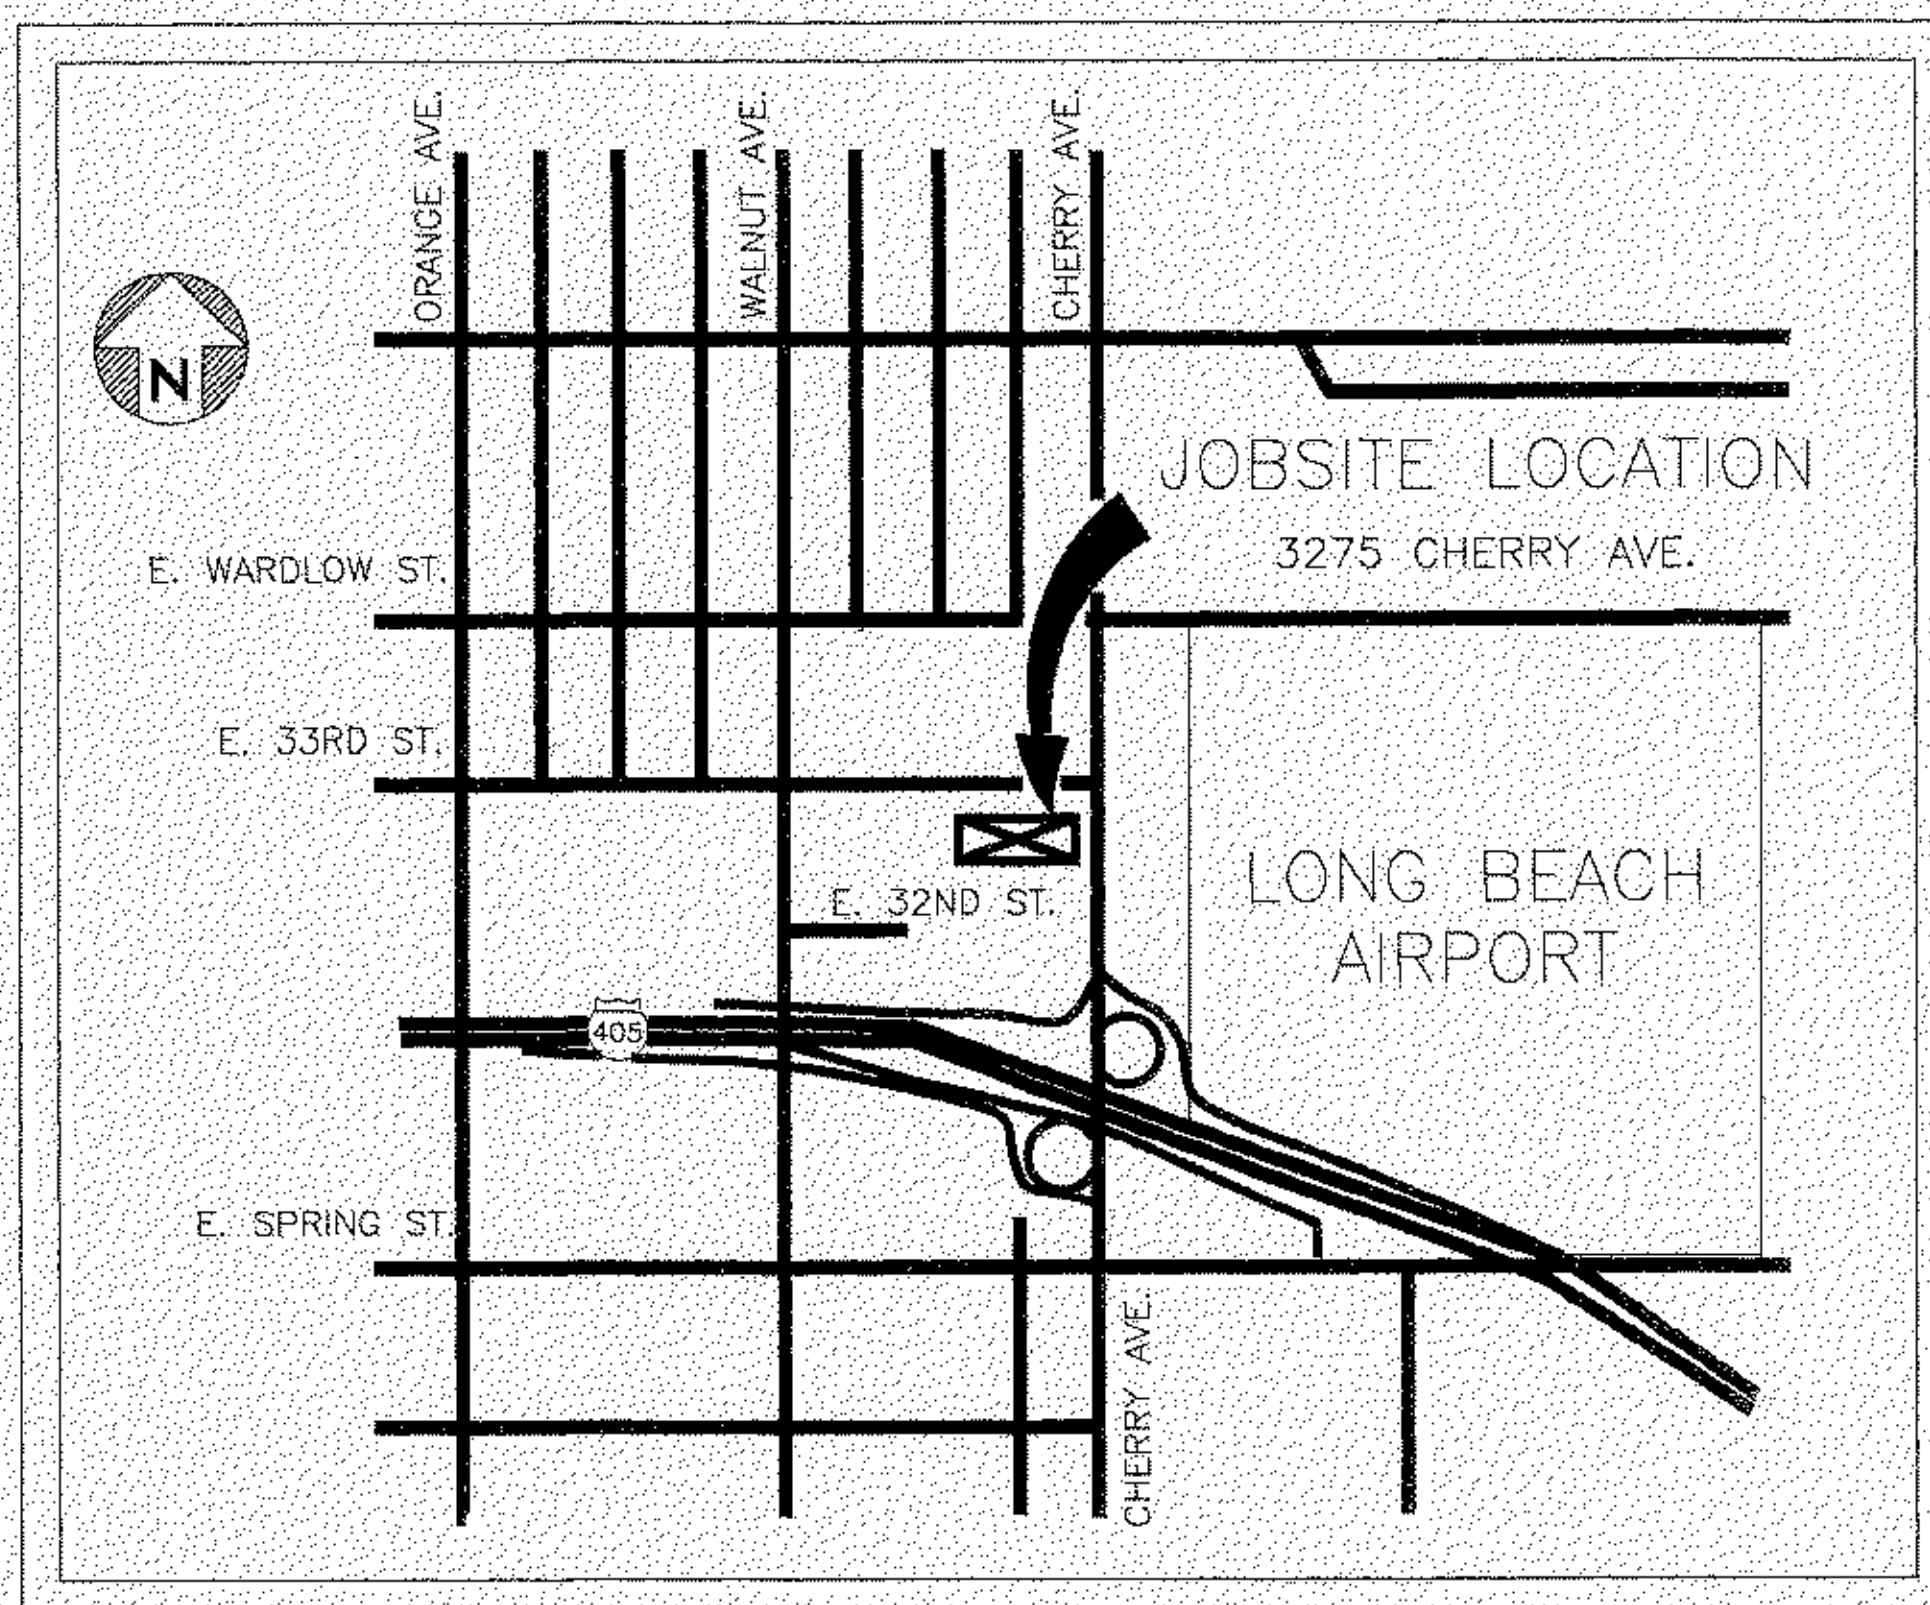 ORANGE AVE.
WALNUT AVE.
CHERRY AVE.
N
JOBSITE LOCATION
3275 CHERRY AVE.
E. WARDLOW ST.
E. 33RD ST.
E. 32ND ST.
LONG BEACH
AIRPORT
405
E. SPRING ST.
CHERRY AVE.